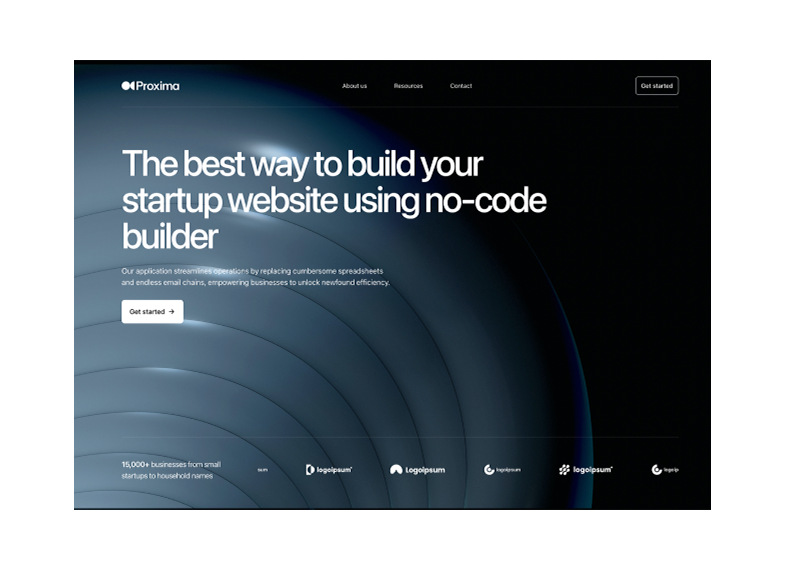 Proxima
About us
Resources
Contact
Get started
The best way to build your
startup website using no-code
builder
Our application streamlines operations by replacing cumbersome spreadsheets
and endless email chains, empowering businesses to unlock newfound efficiency.
Get started →
15,000+ businesses from small
startups to household names
sum
logoipsum'
Logoipsum
logoipsum
logoipsum'
logoip